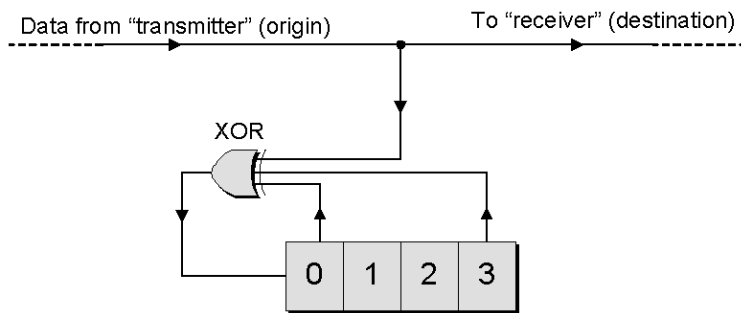 Data from “transmitter” (origin)
To “receiver” (destination)
XOR
0 1 2 3